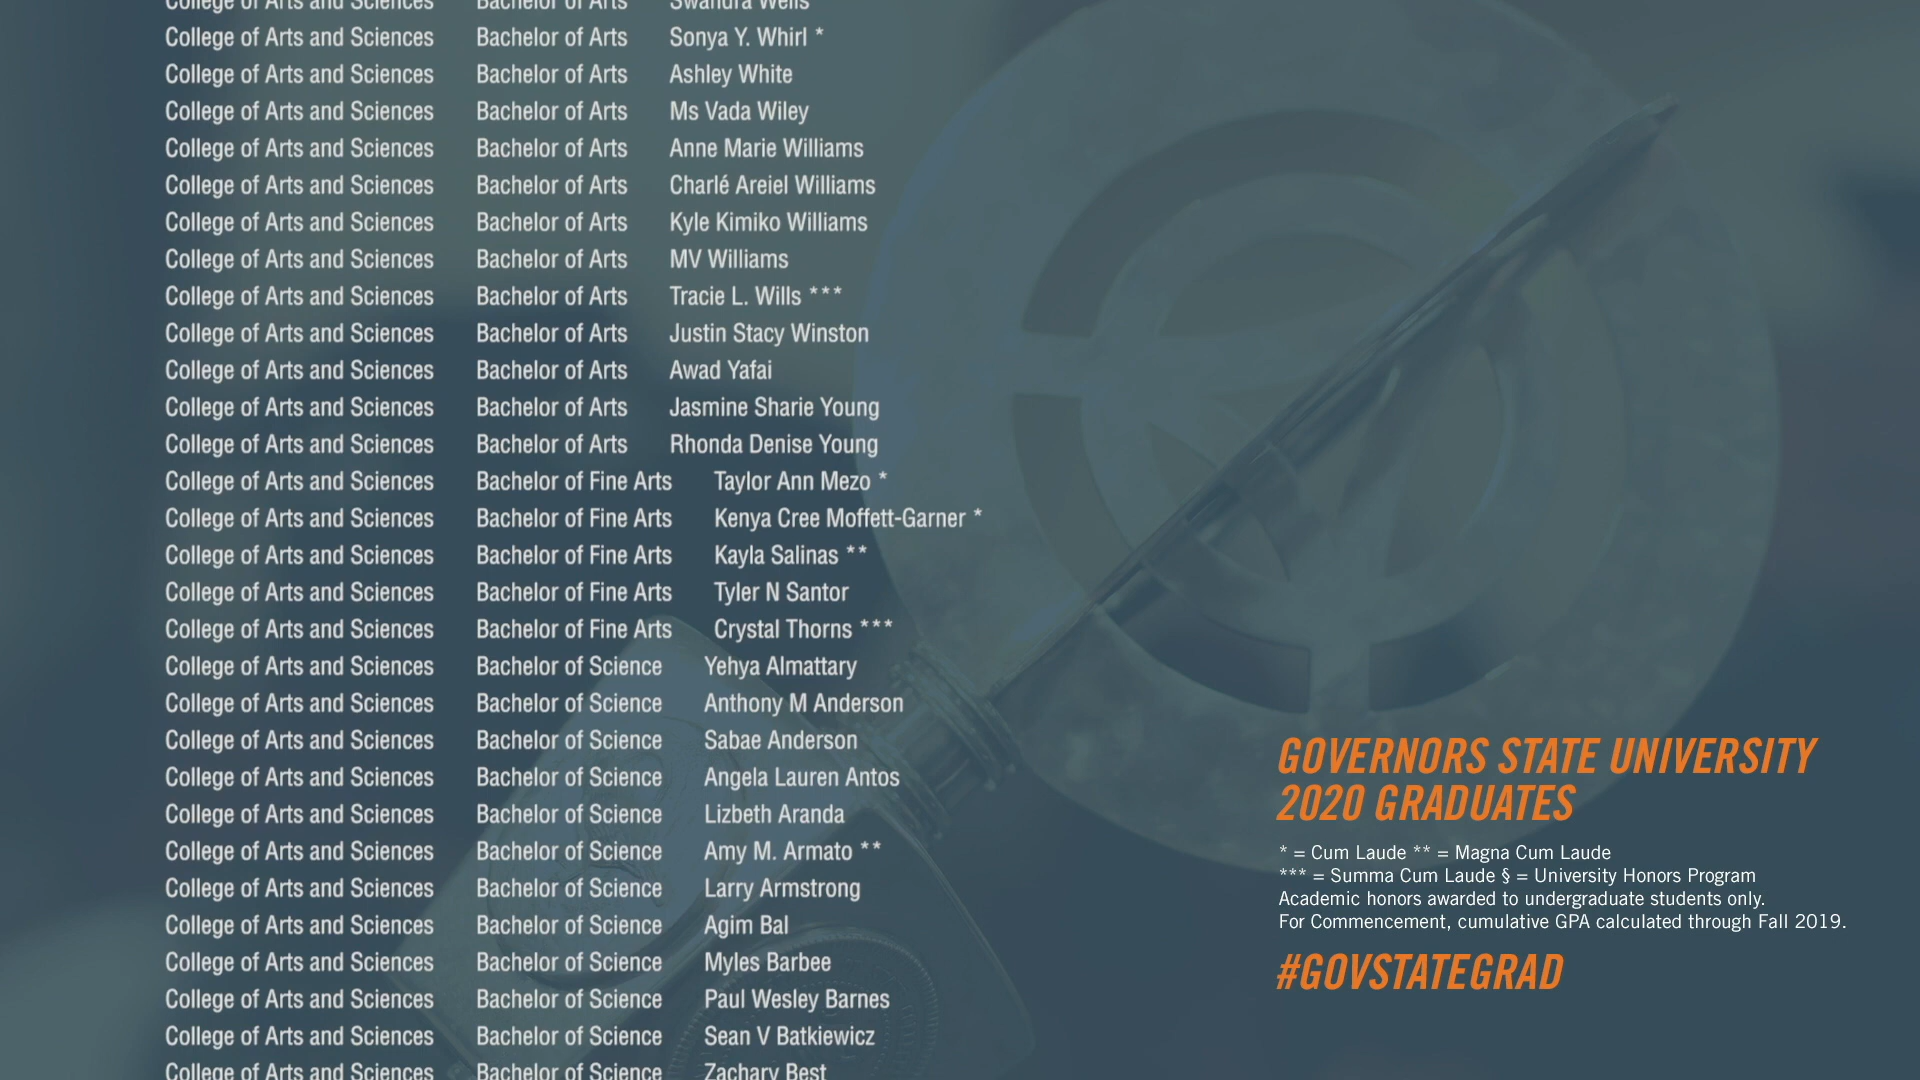 College of Arts and Sciences Bachelor of Arts Swandra Wells
College of Arts and Sciences Bachelor of Arts Sonya Y. Whirl *
College of Arts and Sciences Bachelor of Arts Ashley White
College of Arts and Sciences Bachelor of Arts Ms Vada Wiley
College of Arts and Sciences Bachelor of Arts Anne Marie Williams
College of Arts and Sciences Bachelor of Arts Charlé Areiel Williams
College of Arts and Sciences Bachelor of Arts Kyle Kimiko Williams
College of Arts and Sciences Bachelor of Arts MV Williams
College of Arts and Sciences Bachelor of Arts Tracie L. Wills ***
College of Arts and Sciences Bachelor of Arts Justin Stacy Winston
College of Arts and Sciences Bachelor of Arts Awad Yafai
College of Arts and Sciences Bachelor of Arts Jasmine Sharie Young
College of Arts and Sciences Bachelor of Arts Rhonda Denise Young
College of Arts and Sciences Bachelor of Fine Arts Taylor Ann Mezo *
College of Arts and Sciences Bachelor of Fine Arts Kenya Cree Moffett-Garner *
College of Arts and Sciences Bachelor of Fine Arts Kayla Salinas **
College of Arts and Sciences Bachelor of Fine Arts Tyler N Santor
College of Arts and Sciences Bachelor of Fine Arts Crystal Thorns ***
College of Arts and Sciences Bachelor of Science Yehya Almattary
College of Arts and Sciences Bachelor of Science Anthony M Anderson
College of Arts and Sciences Bachelor of Science Sabae Anderson
College of Arts and Sciences Bachelor of Science Angela Lauren Antos
College of Arts and Sciences Bachelor of Science Lizbeth Aranda
College of Arts and Sciences Bachelor of Science Amy M. Armato **
College of Arts and Sciences Bachelor of Science Larry Armstrong
College of Arts and Sciences Bachelor of Science Agim Bal
College of Arts and Sciences Bachelor of Science Myles Barbee
College of Arts and Sciences Bachelor of Science Paul Wesley Barnes
College of Arts and Sciences Bachelor of Science Sean V Batkiewicz
College of Arts and Sciences Bachelor of Science Zachary Best
GOVERNORS STATE UNIVERSITY
2020 GRADUATES
* = Cum Laude ** = Magna Cum Laude
*** = Summa Cum Laude § = University Honors Program
Academic honors awarded to undergraduate students only.
For Commencement, cumulative GPA calculated through Fall 2019.
#GOVSTATEGRAD